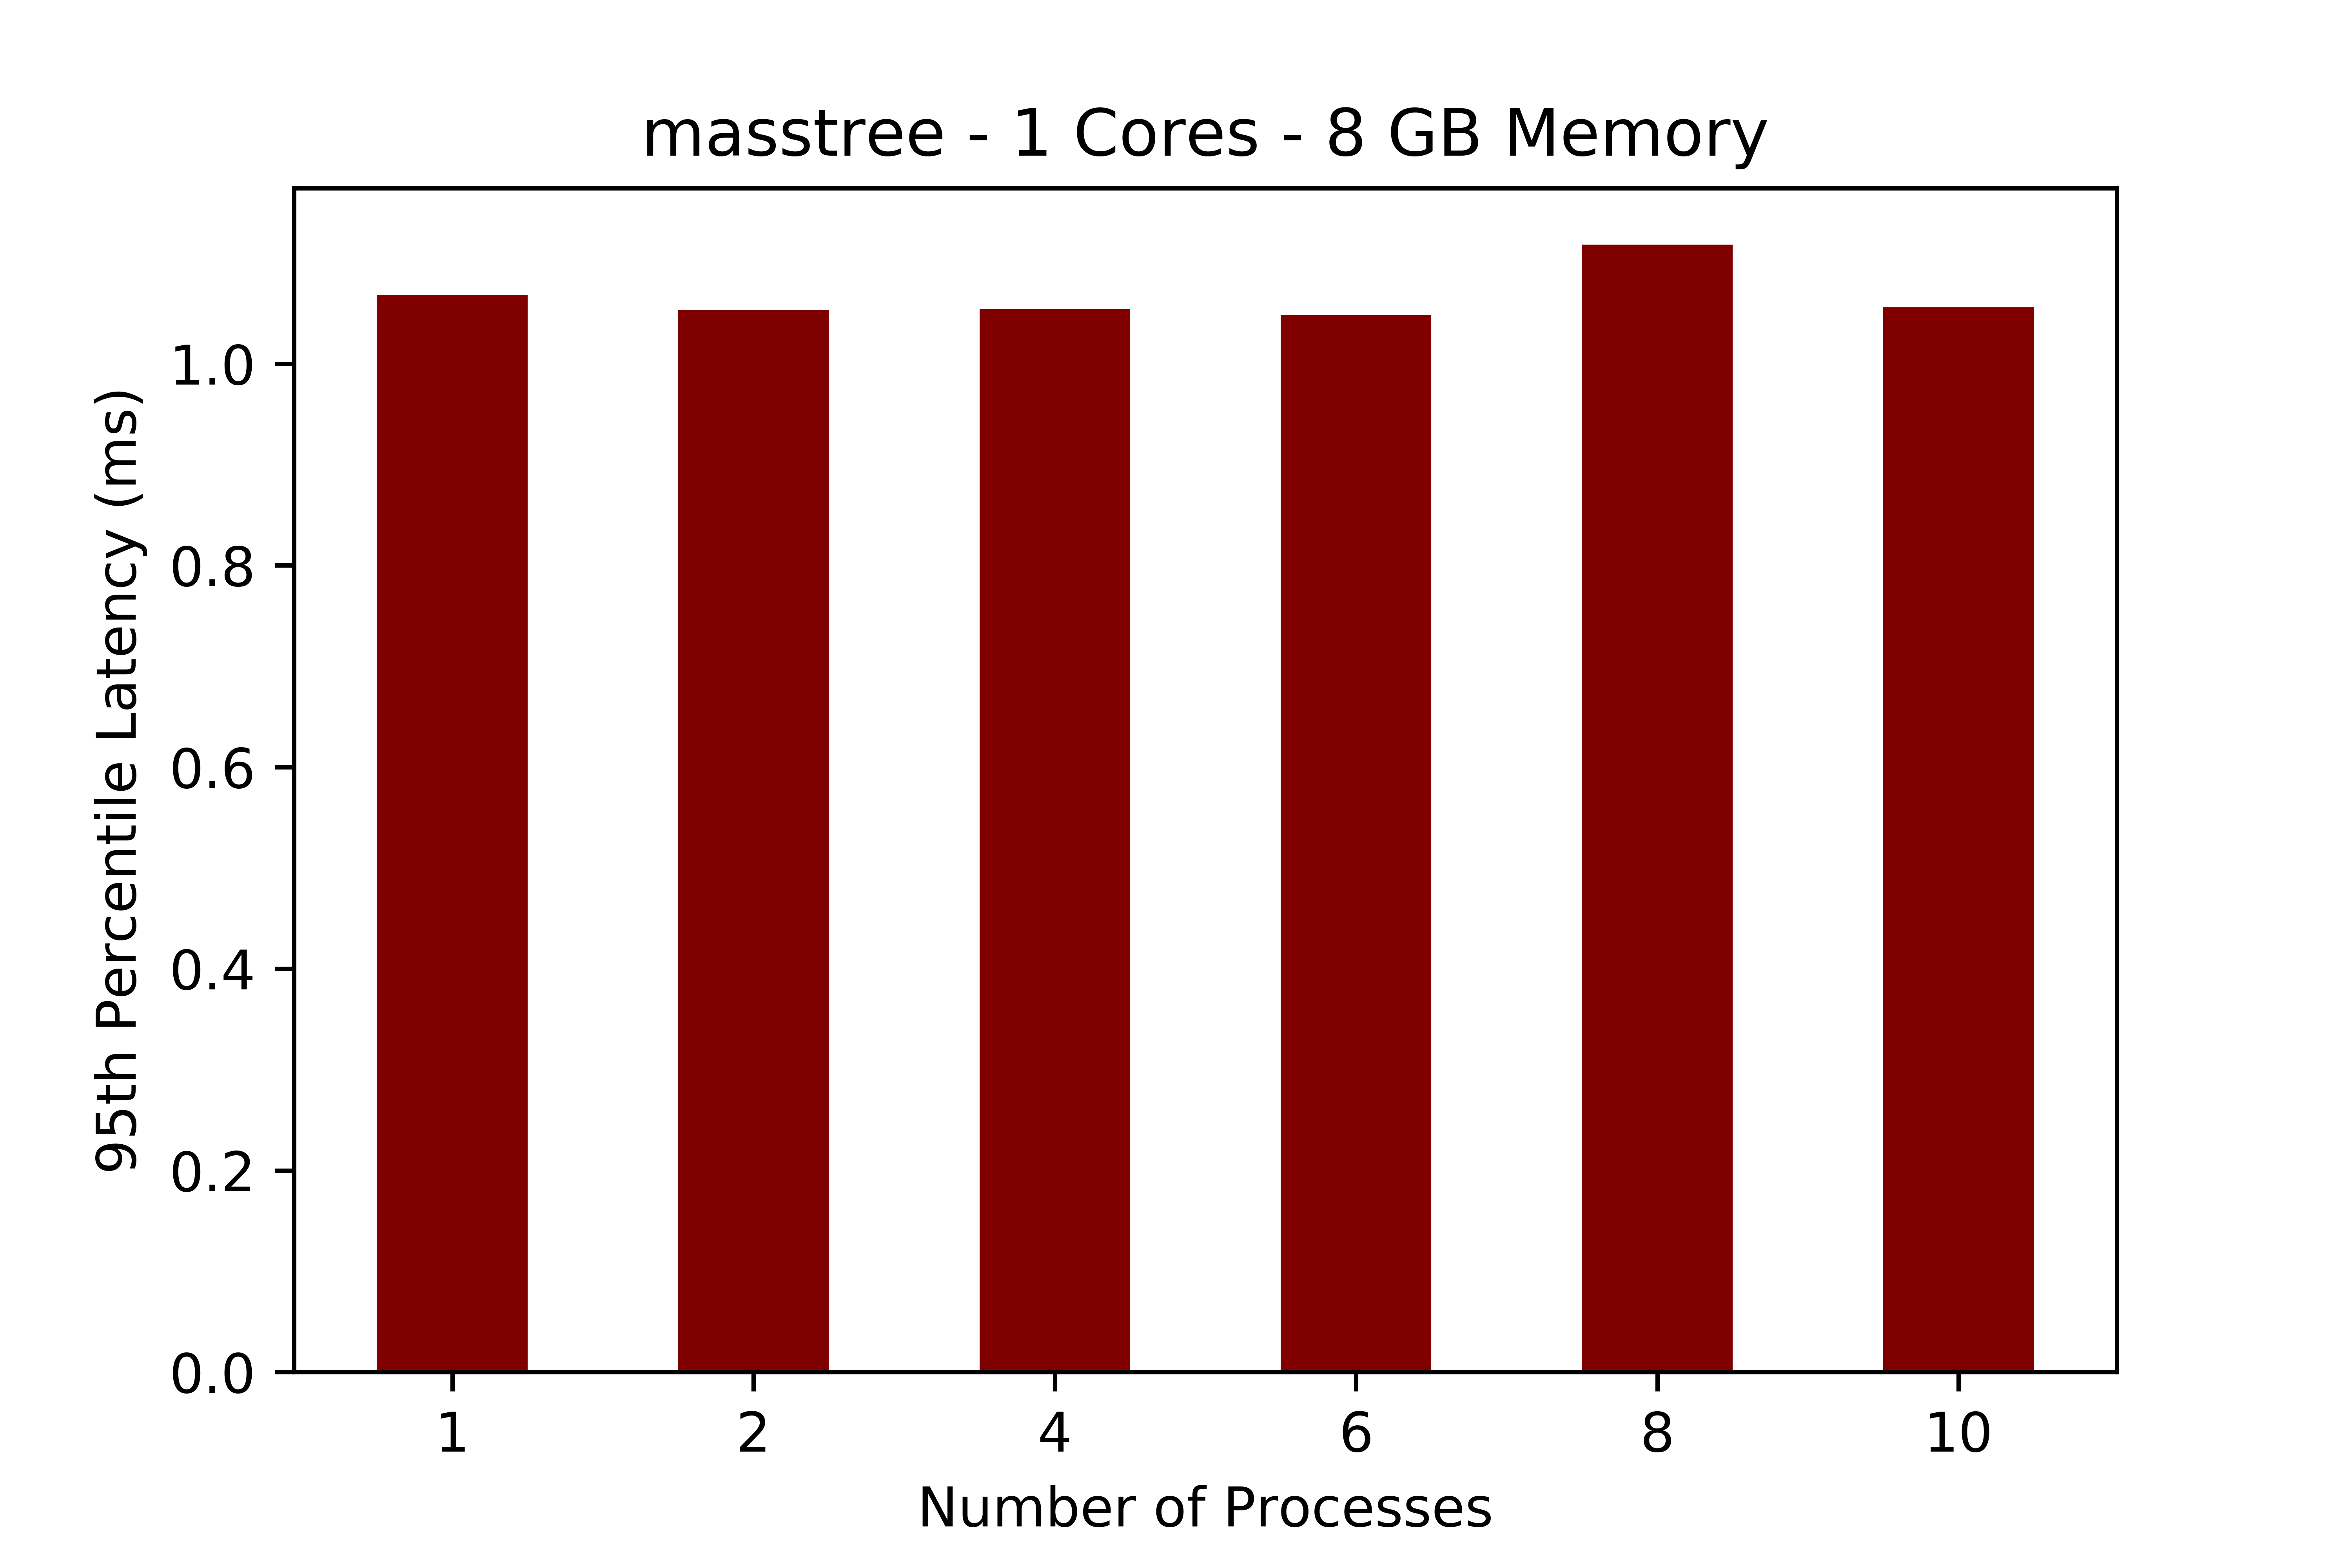 masstree - 1 Cores - 8 GB Memory
95th Percentile Latency (ms)
1.0
0.8
0.6
0.4
0.2
0.0
1 2 4 6 8 10
Number of Processes